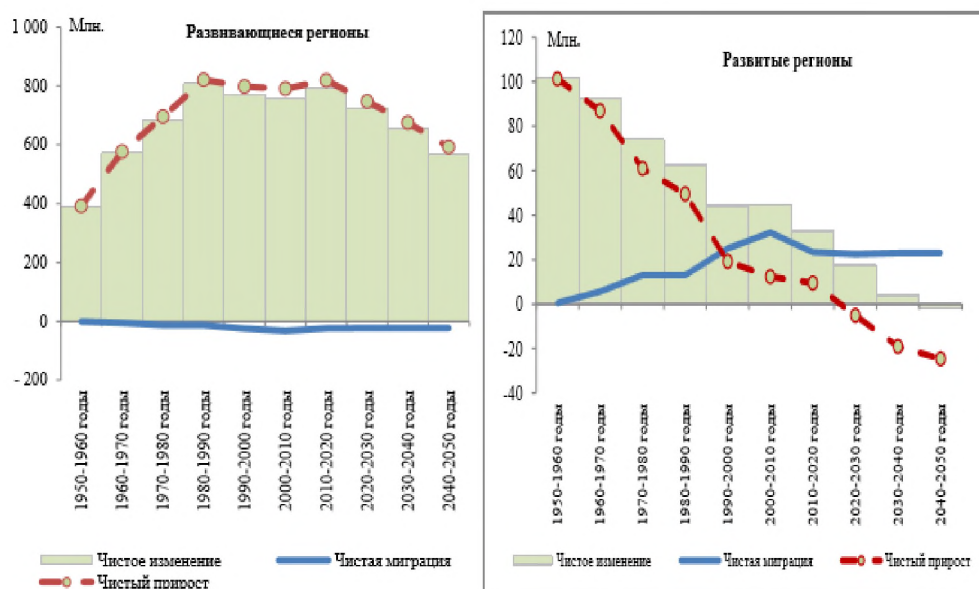 Млн.
Развивающиеся регионы
1 000
800
600
400
200
0
- 200
1950-1960 годы
1960-1970 годы
1970-1980 годы
1980-1990 годы
1990-2000 годы
2000-2010 годы
2010-2020 годы
2020-2030 годы
2030-2040 годы
2040-2050 годы
Чистое изменение
Чистая миграция
Чистый прирост
Млн.
Развитые регионы
120
100
80
60
40
20
0
-20
-40
1950-1960 годы
1960-1970 годы
1970-1980 годы
1980-1990 годы
1990-2000 годы
2060-2010 годы
2010-2020 годы
2020-2030 годы
2030-2040 годы
2040-2050 годы
Чистое изменение
Чистая миграция
Чистый прирост